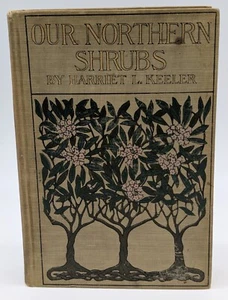 OUR NORTHERN
SHRUBS
BY HARRIET L. KEELER